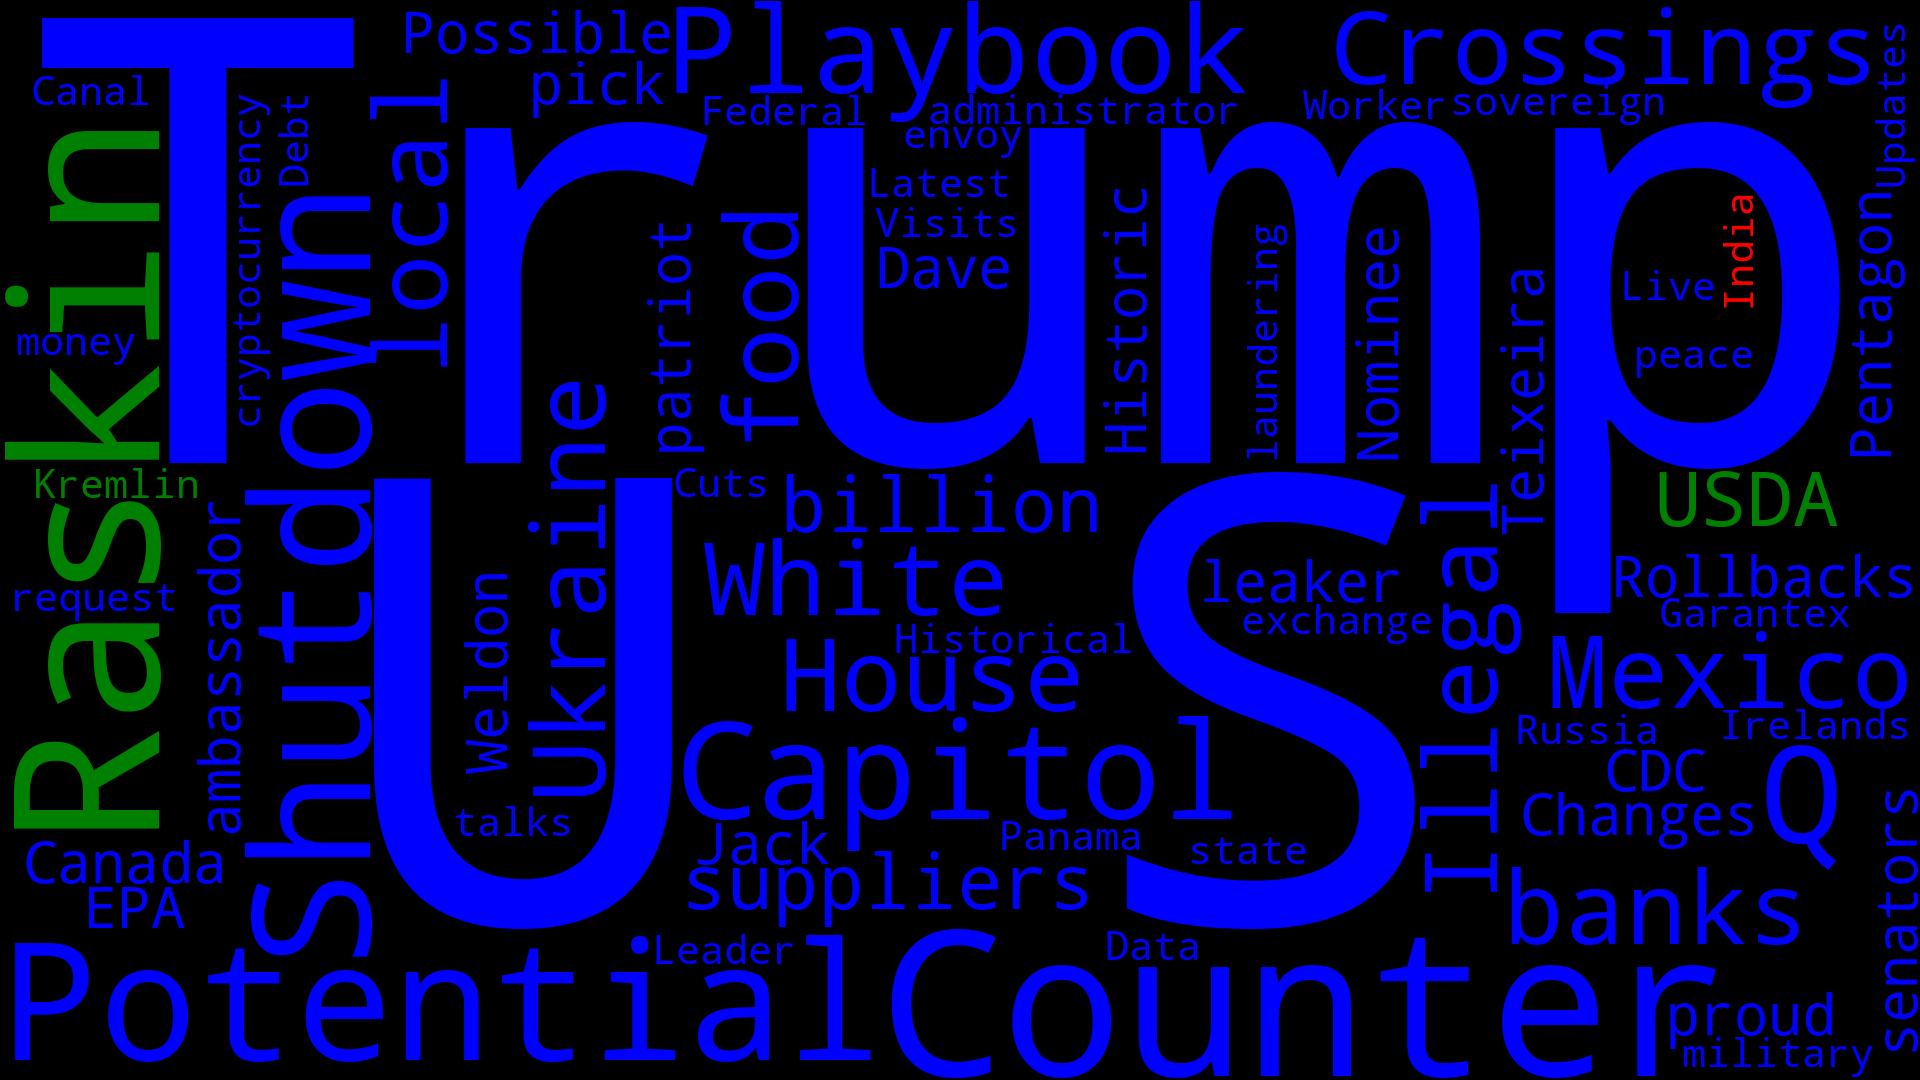 Trump
US
Raskin
Shutdown
Potential
Counter
Playbook
Crossings
Possible
pick
Canal
cryptocurrency
Debt
local
Federal
administrator
envoy
Worker
sovereign
updates
Latest
Visits
Dave
patriot
food
Historic
laundering
Nominee
Teixeira
Live
India
peace
Pentagon
money
Kremlin
request
ambassador
Ukraine
Weldon
talks
Cuts
billion
White
House
Historical
leaker
exchange
Illegal
USDA
Rollbacks
Garantex
Mexico
Russia
Irelands
CDC
Changes
Q
Capitol
Jack
Panama
state
suppliers
Canada
EPA
Leader
Data
banks
senators
proud
military